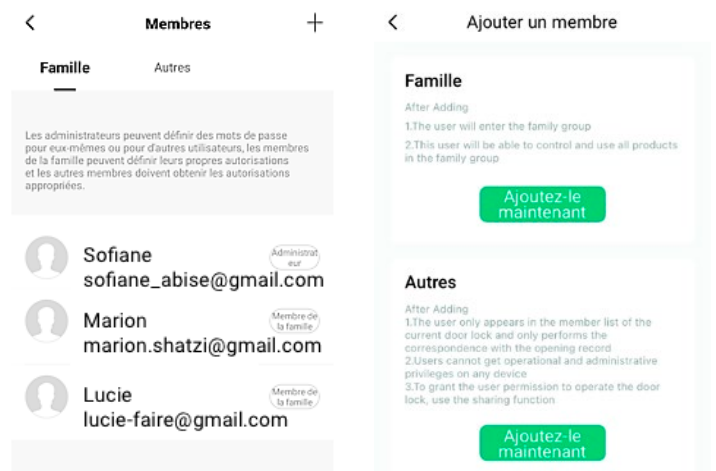 Membres
Famille
Autres
Les administrateurs peuvent définir des mots de passe
pour eux-mêmes ou pour d'autres utilisateurs, les membres
de la famille peuvent définir leurs propres autorisations
et les autres membres doivent obtenir les autorisations
appropriées.
Sofiane
Administrat
eur
sofiane_abise@gmail.com
Marion
Membre de
la famille
marion.shatzi@gmail.com
Lucie
Membre de
la famille
lucie-faire@gmail.com
Ajouter un membre
Famille
After Adding
1.The user will enter the family group
2.This user will be able to control and use all products
in the family group
Ajoutez-le
maintenant
Autres
After Adding
1.The user only appears in the member list of the
current door lock and only performs the
correspondence with the opening record
2.Users cannot get operational and administrative
privileges on any device
3.To grant the user permission to operate the door
lock, use the sharing function
Ajoutez-le
maintenant